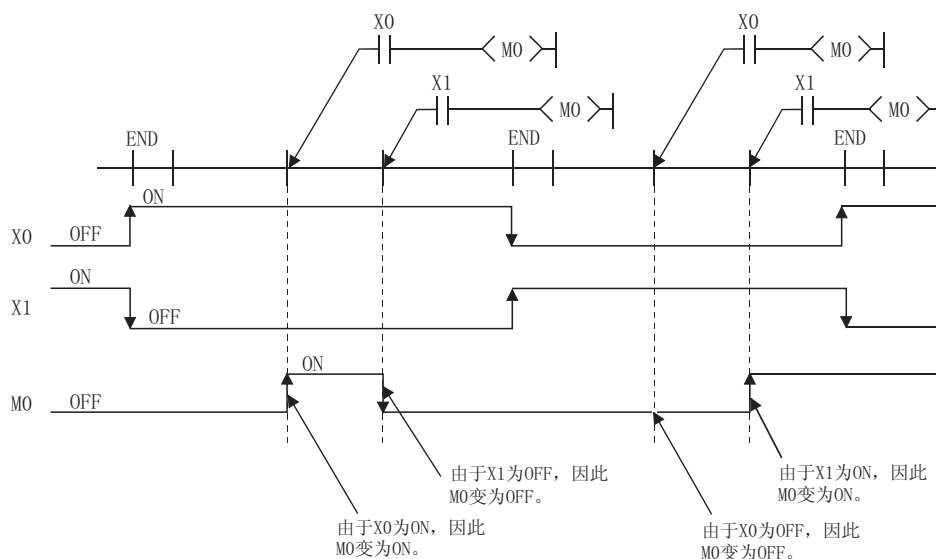 X0
X0
M0
M0
X1
X1
M0
M0
END
END
END
ON
X0
OFF
ON
X1
OFF
ON
M0
OFF
由于X1为OFF，因此
M0变为OFF。
由于X1为ON，因此
M0变为ON。
由于X0为ON，因此
M0变为ON。
由于X0为OFF，因此
M0变为OFF。